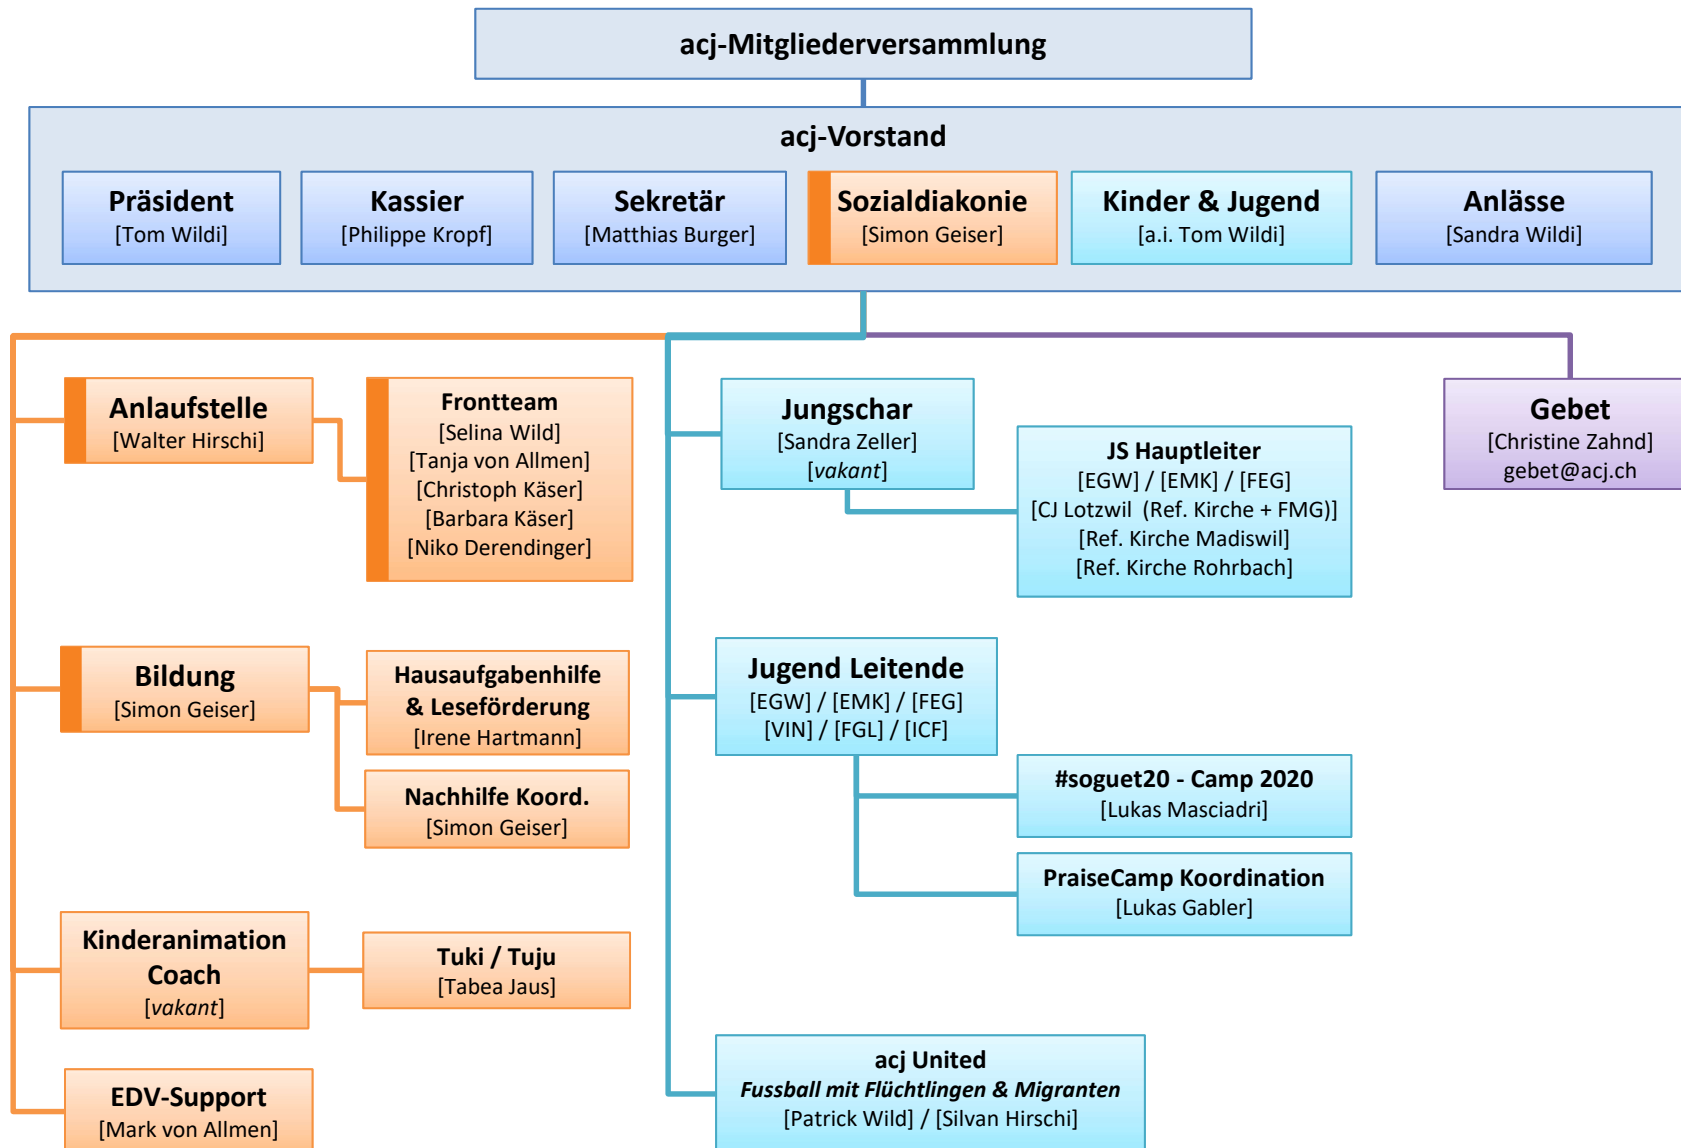 acj-Mitgliederversammlung
acj-Vorstand
Präsident
[Tom Wildi]
Kassier
[Philippe Kropf]
Sekretär
[Matthias Burger]
Sozialdiakonie
[Simon Geiser]
Kinder & Jugend
[a.i. Tom Wildi]
Anlässe
[Sandra Wildi]
Anlaufstelle
[Walter Hirschi]
Frontteam
[Selina Wild]
[Tanja von Allmen]
[Christoph Käser]
[Barbara Käser]
[Niko Derendinger]
Bildung
[Simon Geiser]
Hausaufgabenhilfe
& Leseförderung
[Irene Hartmann]
Nachhilfe Koord.
[Simon Geiser]
Kinderanimation
Coach
[vakant]
Tuki / Tuju
[Tabea Jaus]
EDV-Support
[Mark von Allmen]
Jungschar
[Sandra Zeller]
[vakant]
JS Hauptleiter
[EGW] / [EMK] / [FEG]
[CJ Lotzwil (Ref. Kirche + FMG)]
[Ref. Kirche Madiswil]
[Ref. Kirche Rohrbach]
Jugend Leitende
[EGW] / [EMK] / [FEG]
[VIN] / [FGL] / [ICF]
#soguet20 - Camp 2020
[Lukas Masciadri]
PraiseCamp Koordination
[Lukas Gabler]
acj United
Fussball mit Flüchtlingen & Migranten
[Patrick Wild] / [Silvan Hirschi]
Gebet
[Christine Zahnd]
gebet@acj.ch